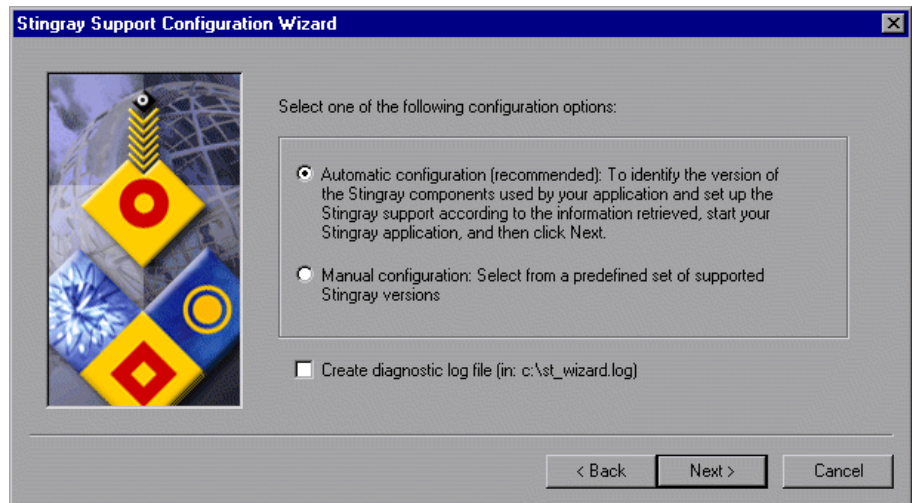 Stingray Support Configuration Wizard
Select one of the following configuration options:
Automatic configuration (recommended): To identify the version of
the Stingray components used by your application and set up the
Stingray support according to the information retrieved, start your
Stingray application, and then click Next.
Manual configuration: Select from a predefined set of supported
Stingray versions
Create diagnostic log file (in: c:\st_wizard.log)
< Back
Next >
Cancel